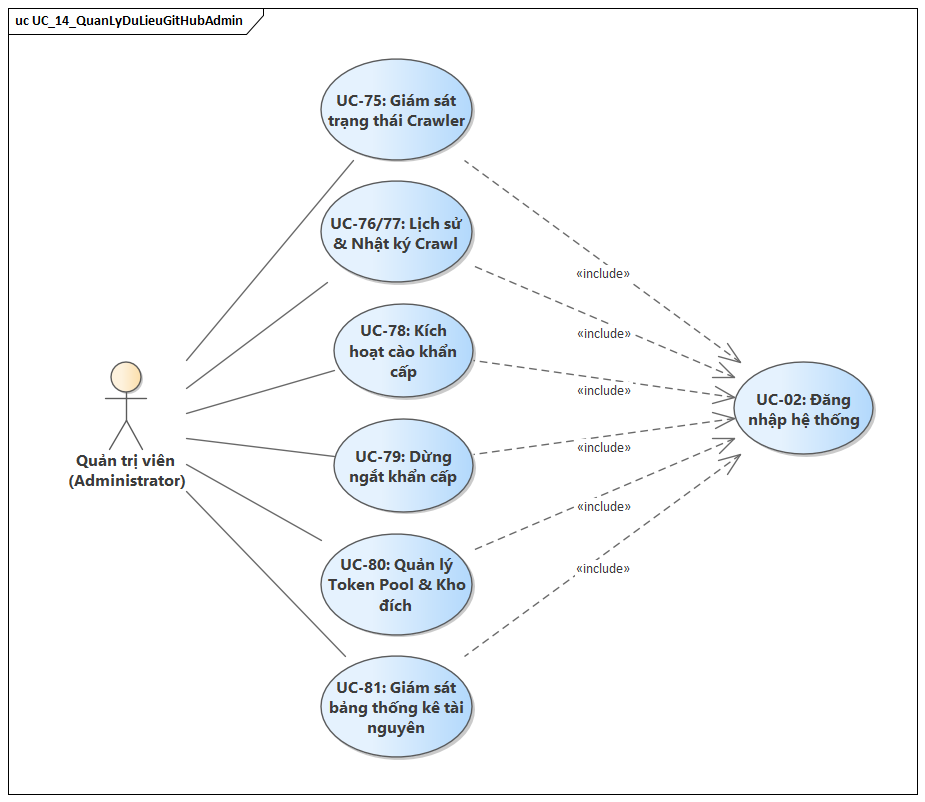 uc UC_14_QuanLyDuLieuGitHubAdmin
UC-75: Giám sát
trạng thái Crawler
UC-76/77: Lịch sử
& Nhật ký Crawl
UC-78: Kích
hoạt cào khẩn
cấp
UC-79: Dừng
ngắt khẩn cấp
UC-80: Quản lý
Token Pool & Kho
đích
UC-81: Giám sát
bảng thống kê tài
nguyên
Quản trị viên
(Administrator)
«include»
«include»
«include»
«include»
«include»
«include»
UC-02: Đăng
nhập hệ thống